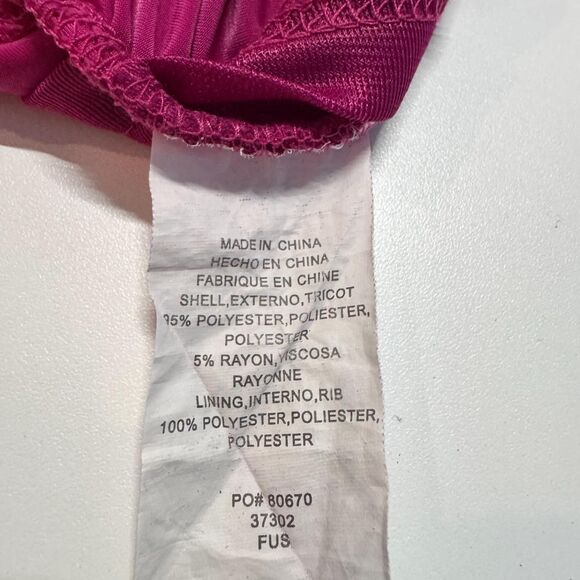 MADE IN CHINA
HECHO EN CHINA
FABRIQUE EN CHINE
SHELL,EXTERNO,TRICOT
95% POLYESTER,POLIESTER,
POLYESTER
5% RAYON,VISCOSA
RAYONNE
LINING,INTERNO,RIB
100% POLYESTER,POLIESTER,
POLYESTER
PO# 80670
37302
FUS